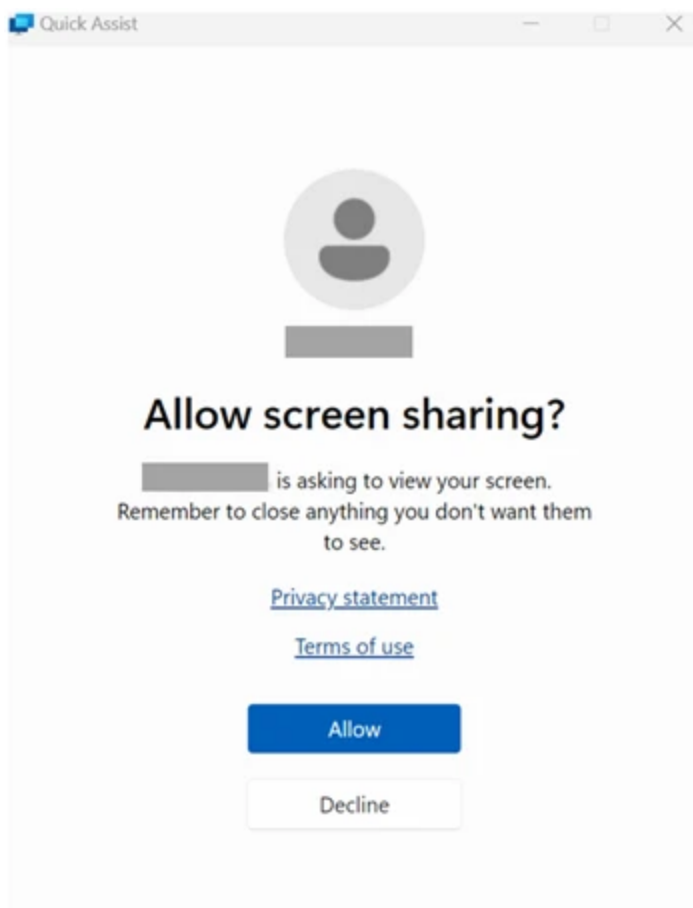 Quick Assist
Allow screen sharing?
is asking to view your screen.
Remember to close anything you don't want them
to see.
Privacy statement
Terms of use
Allow
Decline